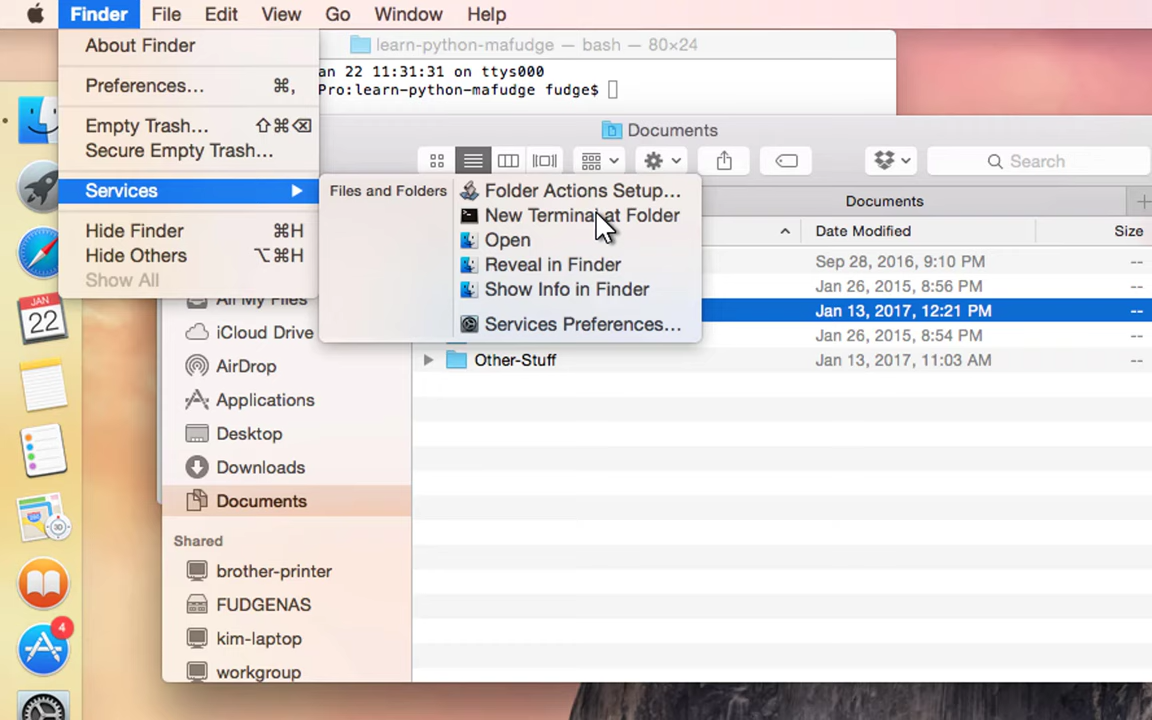 Finder File Edit View Go Window Help
About Finder
Preferences... ⌘,
Empty Trash... ⇧⌘⌫
Secure Empty Trash...
Services ▶
Hide Finder ⌘H
Hide Others ⌥⌘H
Show All
Files and Folders
Folder Actions Setup...
New Terminal at Folder
Open
Reveal in Finder
Show Info in Finder
Services Preferences...
learn-python-mafudge — bash — 80×24
an 22 11:31:31 on ttys000
Pro:learn-python-mafudge fudge$
Documents
Search
Documents
Date Modified Size
Sep 28, 2016, 9:10 PM --
Jan 26, 2015, 8:56 PM --
Jan 13, 2017, 12:21 PM --
Jan 26, 2015, 8:54 PM --
Other-Stuff Jan 13, 2017, 11:03 AM --
All My Files
iCloud Drive
AirDrop
Applications
Desktop
Downloads
Documents
Shared
brother-printer
FUDGENAS
kim-laptop
workgroup
JAN
22
3D
4